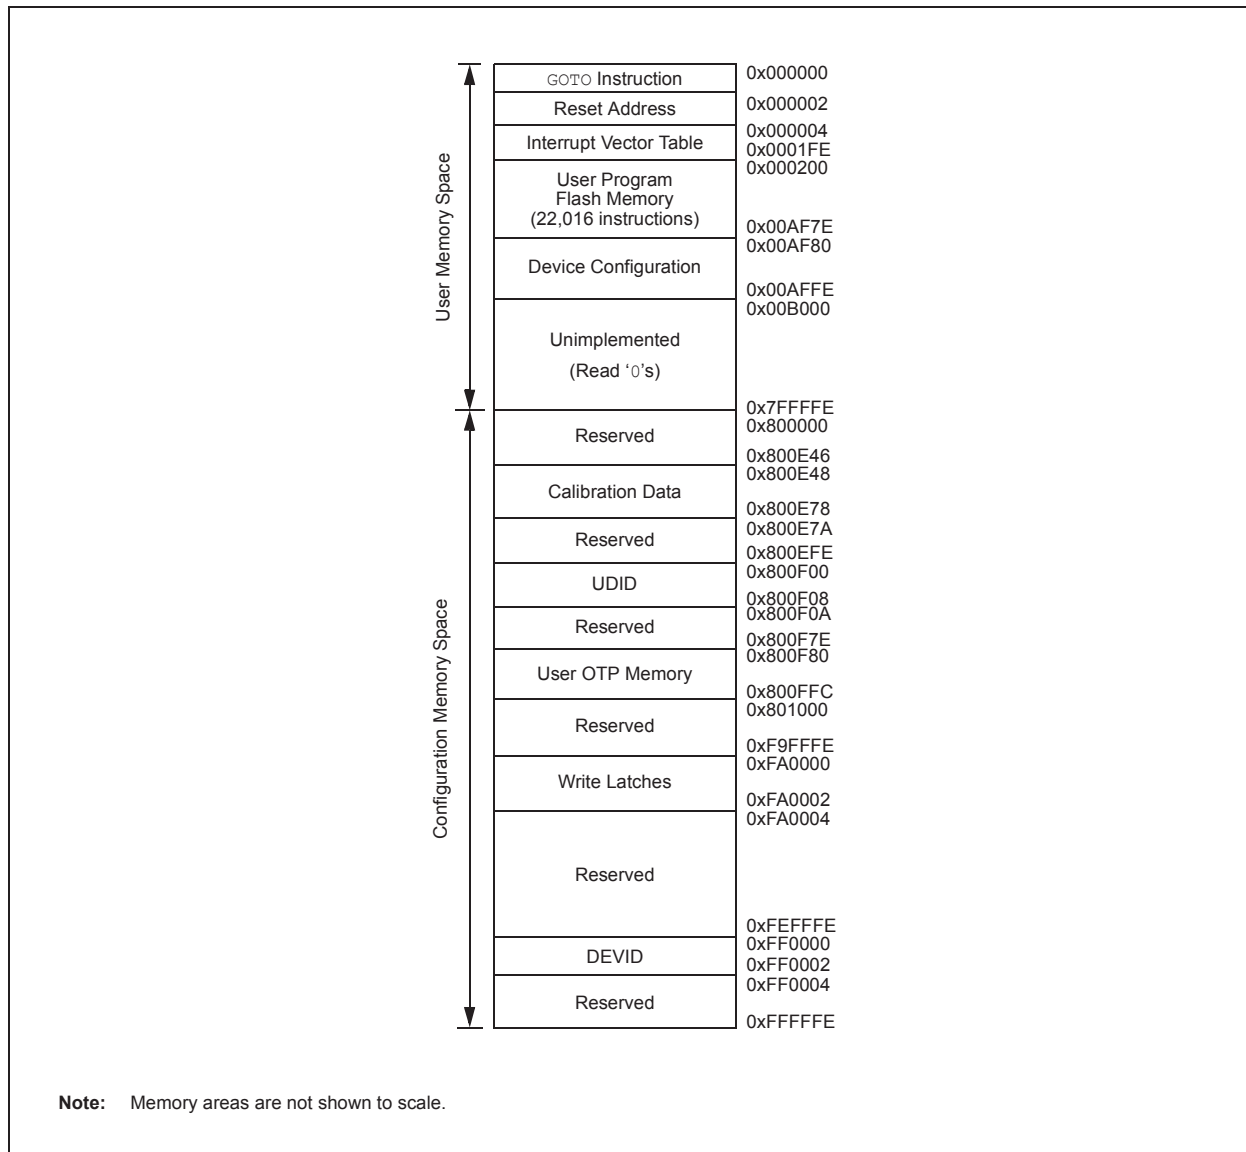 GOTO Instruction
0x000000
Reset Address
0x000002
Interrupt Vector Table
0x000004
0x0001FE
User Program
Flash Memory
(22,016 instructions)
0x000200
0x00AF7E
Device Configuration
0x00AF80
0x00AFFE
Unimplemented
(Read ‘0’s)
0x00B000
0x7FFFFE
User Memory Space
Reserved
0x800000
0x800E46
Calibration Data
0x800E48
0x800E78
Reserved
0x800E7A
0x800EFE
UDID
0x800F00
0x800F08
Reserved
0x800F0A
0x800F7E
User OTP Memory
0x800F80
0x800FFC
Reserved
0x801000
0xF9FFFE
Write Latches
0xFA0000
0xFA0002
Reserved
0xFA0004
0xFEFFFE
DEVID
0xFF0000
0xFF0002
Reserved
0xFF0004
0xFFFFFE
Configuration Memory Space
Note: Memory areas are not shown to scale.